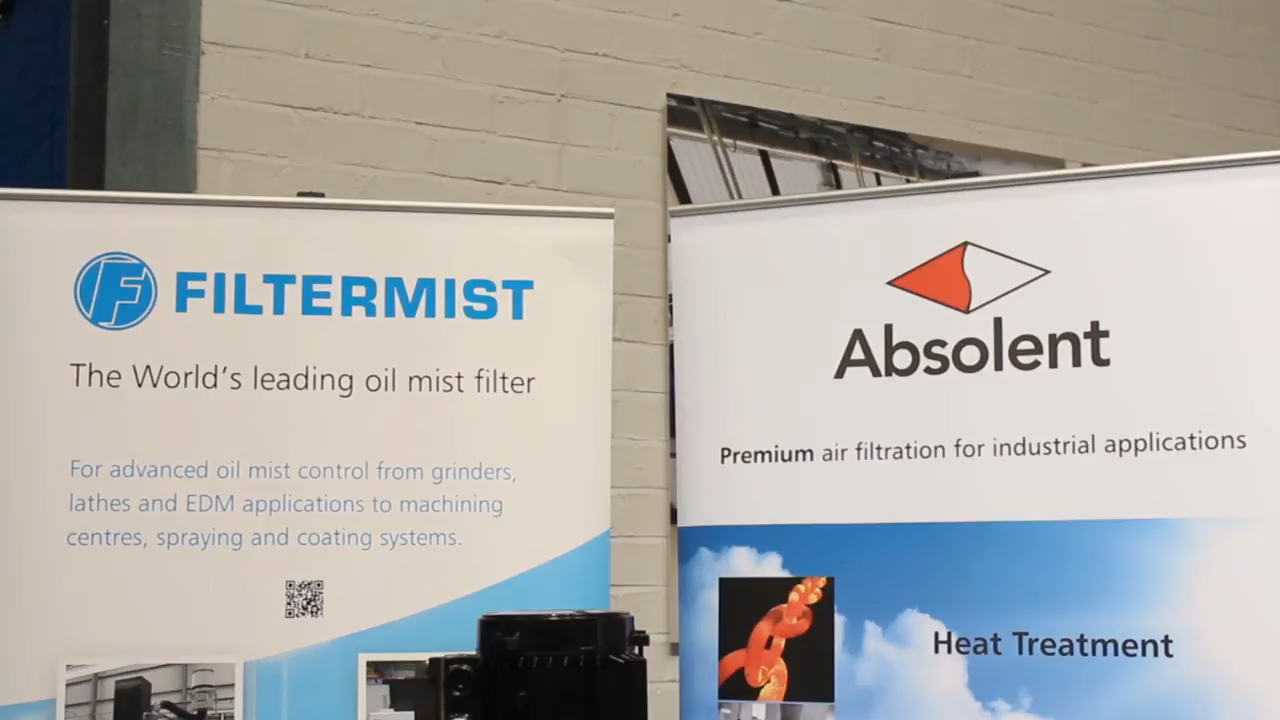 FILTERMIST
The World's leading oil mist filter
For advanced oil mist control from grinders,
lathes and EDM applications to machining
centres, spraying and coating systems.
Absolent
Premium air filtration for industrial applications
Heat Treatment